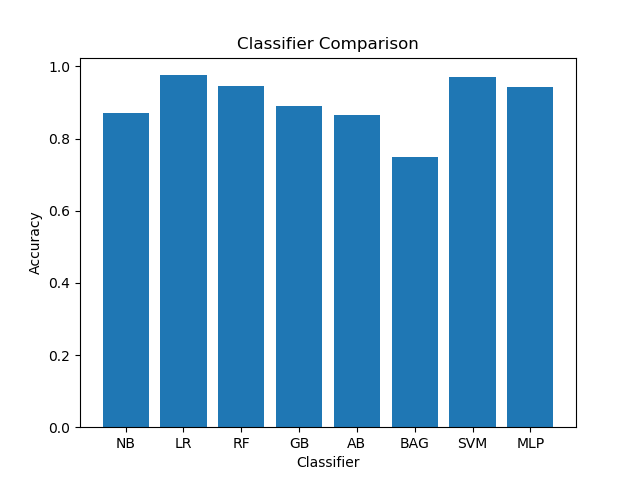 Classifier Comparison
1.0
0.8
0.6
0.4
0.2
0.0
Accuracy
NB LR RF GB AB BAG SVM MLP
Classifier